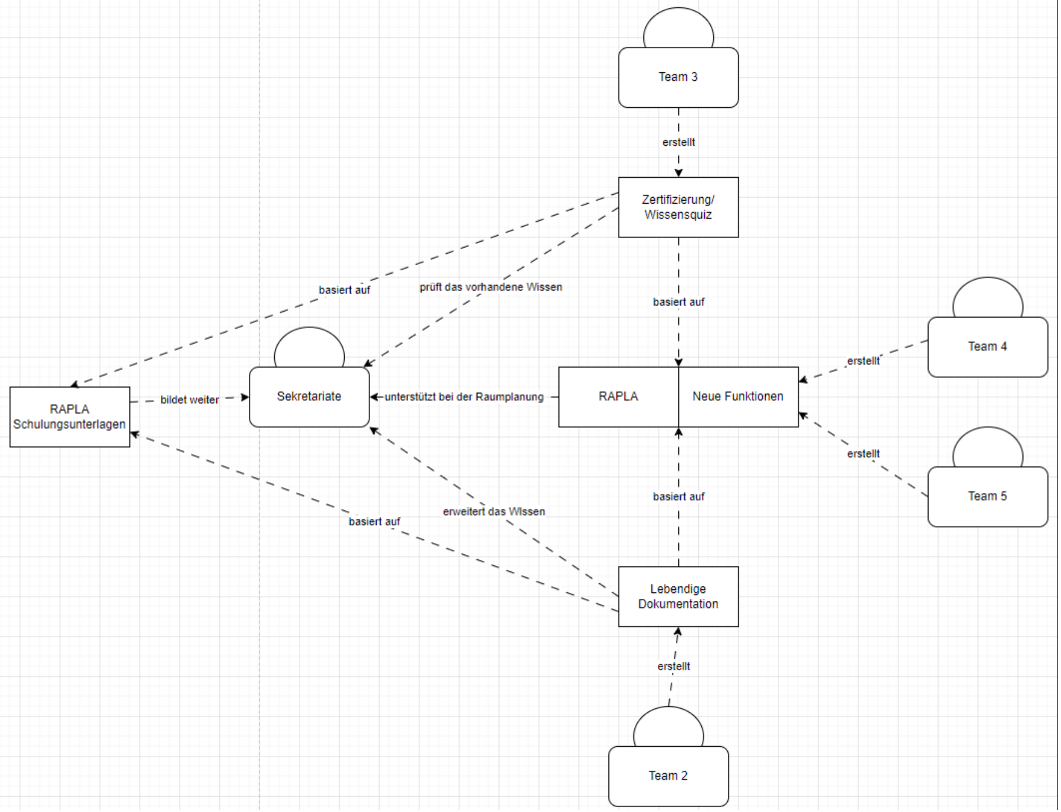 Team 3
erstellt
Zertifizierung/
Wissensquiz
basiert auf
prüft das vorhandene Wissen
basiert auf
Team 4
erstellt
RAPLA
Schulungsunterlagen
bildet weiter
Sekretariate
unterstützt bei der Raumplanung
RAPLA
Neue Funktionen
erstellt
Team 5
basiert auf
erweitert das WIssen
basiert auf
Lebendige
Dokumentation
erstellt
Team 2